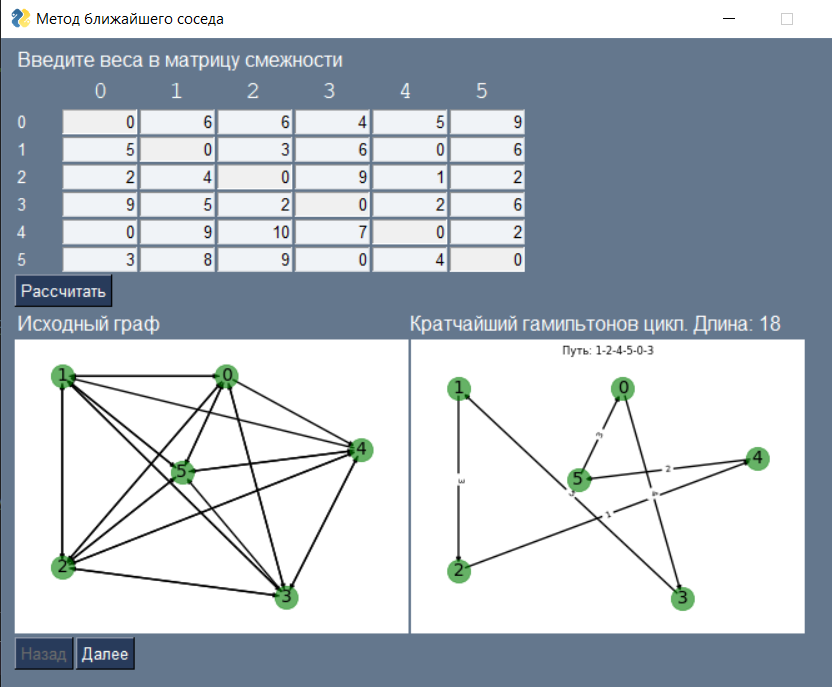 Метод ближайшего соседа
Введите веса в матрицу смежности
0 1 2 3 4 5
0 0 6 6 4 5 9
1 5 0 3 6 0 6
2 2 4 0 9 1 2
3 9 5 2 0 2 6
4 0 9 10 7 0 2
5 3 8 9 0 4 0
Рассчитать
Исходный граф
Кратчайший гамильтонов цикл. Длина: 18
Путь: 1-2-4-5-0-3
1 0
4
5
2
3
1 0
3
4
2
5
3 5 4
1
2
3
Назад Далее